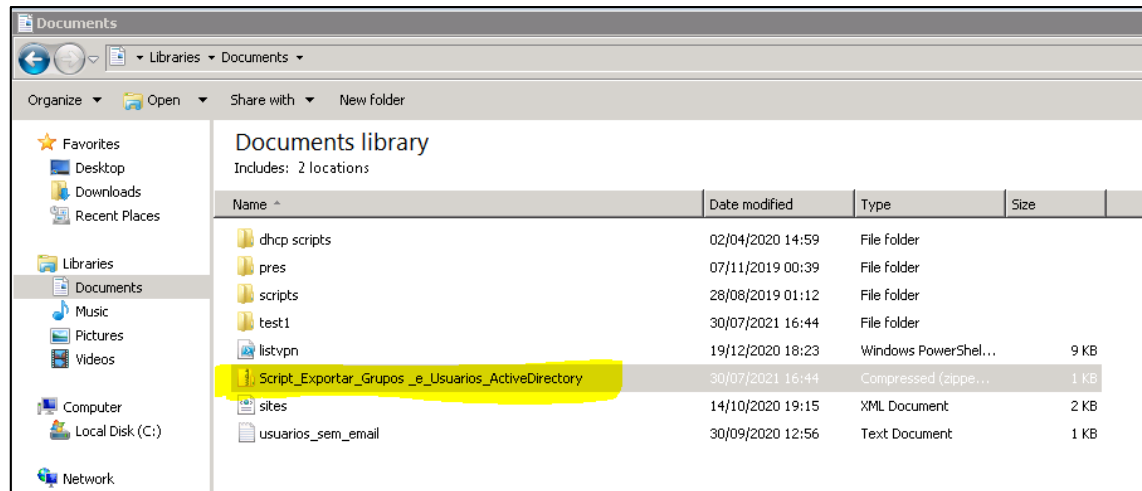 Documents
Libraries Documents
Organize Open Share with New folder
Favorites
Desktop
Downloads
Recent Places
Libraries
Documents
Music
Pictures
Videos
Computer
Local Disk (C:)
Network
Documents library
Includes: 2 locations
Name Date modified Type Size
dhcp scripts 02/04/2020 14:59 File folder
pres 07/11/2019 00:39 File folder
scripts 28/08/2019 01:12 File folder
test1 30/07/2021 16:44 File folder
listvpn 19/12/2020 18:23 Windows PowerShel... 9 KB
Script_Exportar_Grupos _e_Usuarios_ActiveDirectory 30/07/2021 16:44 Compressed (zippe... 1 KB
sites 14/10/2020 19:15 XML Document 2 KB
usuarios_sem_email 30/09/2020 12:56 Text Document 1 KB